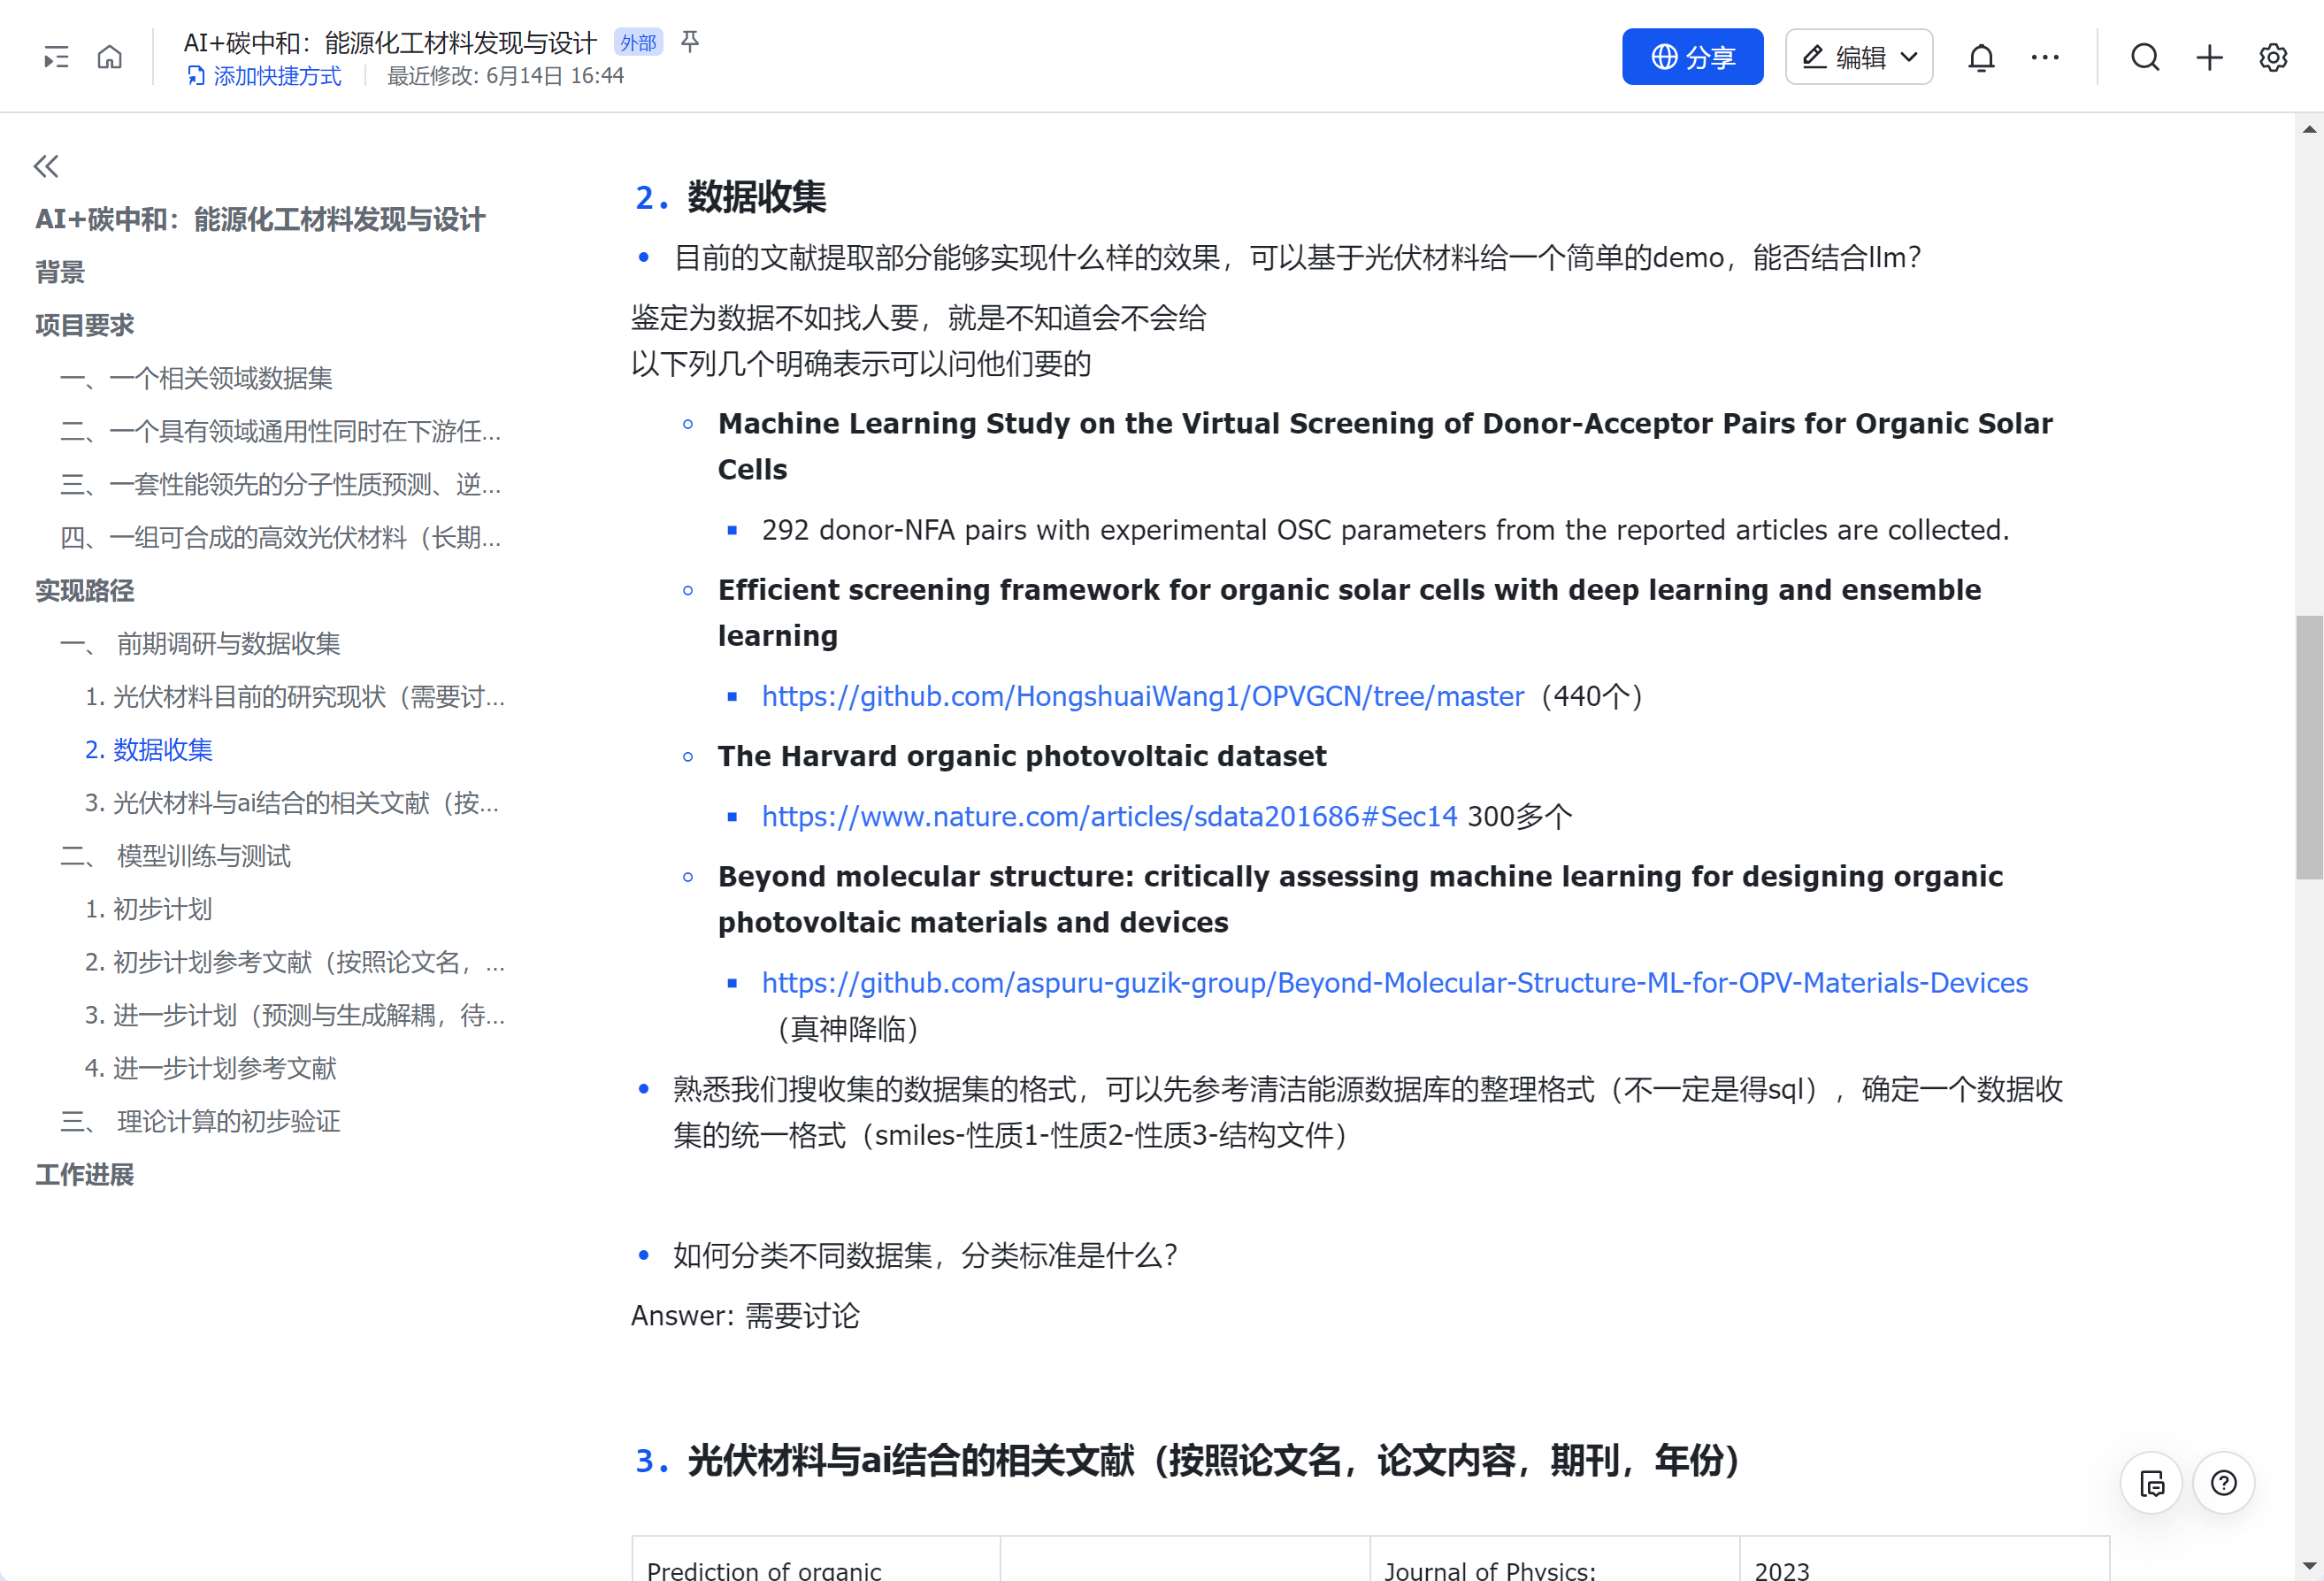 AI+碳中和：能源化工材料发现与设计 外部
添加快捷方式 最近修改: 6月14日 16:44
分享
编辑
AI+碳中和：能源化工材料发现与设计
背景
项目要求
一、一个相关领域数据集
二、一个具有领域通用性同时在下游任...
三、一套性能领先的分子性质预测、逆...
四、一组可合成的高效光伏材料（长期...
实现路径
一、 前期调研与数据收集
1. 光伏材料目前的研究现状（需要讨...
2. 数据收集
3. 光伏材料与ai结合的相关文献（按...
二、 模型训练与测试
1. 初步计划
2. 初步计划参考文献（按照论文名，...
3. 进一步计划（预测与生成解耦，待...
4. 进一步计划参考文献
三、 理论计算的初步验证
工作进展
2. 数据收集
目前的文献提取部分能够实现什么样的效果，可以基于光伏材料给一个简单的demo，能否结合llm？
鉴定为数据不如找人要，就是不知道会不会给
以下列几个明确表示可以问他们要的
Machine Learning Study on the Virtual Screening of Donor-Acceptor Pairs for Organic Solar
Cells
292 donor-NFA pairs with experimental OSC parameters from the reported articles are collected.
Efficient screening framework for organic solar cells with deep learning and ensemble
learning
https://github.com/HongshuaiWang1/OPVGCN/tree/master（440个）
The Harvard organic photovoltaic dataset
https://www.nature.com/articles/sdata201686#Sec14 300多个
Beyond molecular structure: critically assessing machine learning for designing organic
photovoltaic materials and devices
https://github.com/aspuru-guzik-group/Beyond-Molecular-Structure-ML-for-OPV-Materials-Devices
（真神降临）
熟悉我们搜收集的数据集的格式，可以先参考清洁能源数据库的整理格式（不一定是得sql），确定一个数据收
集的统一格式（smiles-性质1-性质2-性质3-结构文件）
如何分类不同数据集，分类标准是什么？
Answer: 需要讨论
3. 光伏材料与ai结合的相关文献（按照论文名，论文内容，期刊，年份）
Prediction of organic Journal of Physics: 2023